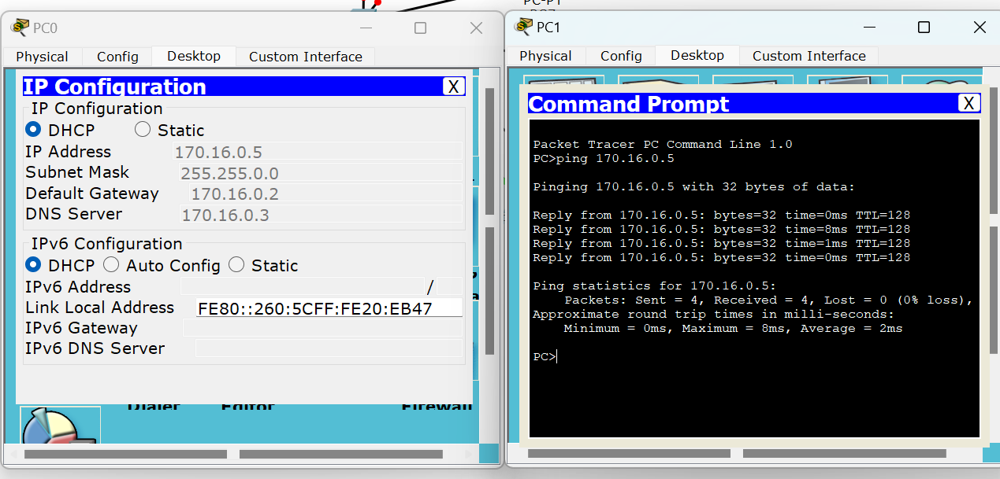 PC-PT
PC0
Physical Config Desktop Custom Interface
IP Configuration X
IP Configuration
DHCP Static
IP Address 170.16.0.5
Subnet Mask 255.255.0.0
Default Gateway 170.16.0.2
DNS Server 170.16.0.3
IPv6 Configuration
DHCP Auto Config Static
IPv6 Address /
Link Local Address FE80::260:5CFF:FE20:EB47
IPv6 Gateway
IPv6 DNS Server
Dialer Editor Firewall
PC1
Physical Config Desktop Custom Interface
Command Prompt X
Packet Tracer PC Command Line 1.0
PC>ping 170.16.0.5
Pinging 170.16.0.5 with 32 bytes of data:
Reply from 170.16.0.5: bytes=32 time=0ms TTL=128
Reply from 170.16.0.5: bytes=32 time=8ms TTL=128
Reply from 170.16.0.5: bytes=32 time=1ms TTL=128
Reply from 170.16.0.5: bytes=32 time=0ms TTL=128
Ping statistics for 170.16.0.5:
Packets: Sent = 4, Received = 4, Lost = 0 (0% loss),
Approximate round trip times in milli-seconds:
Minimum = 0ms, Maximum = 8ms, Average = 2ms
PC>